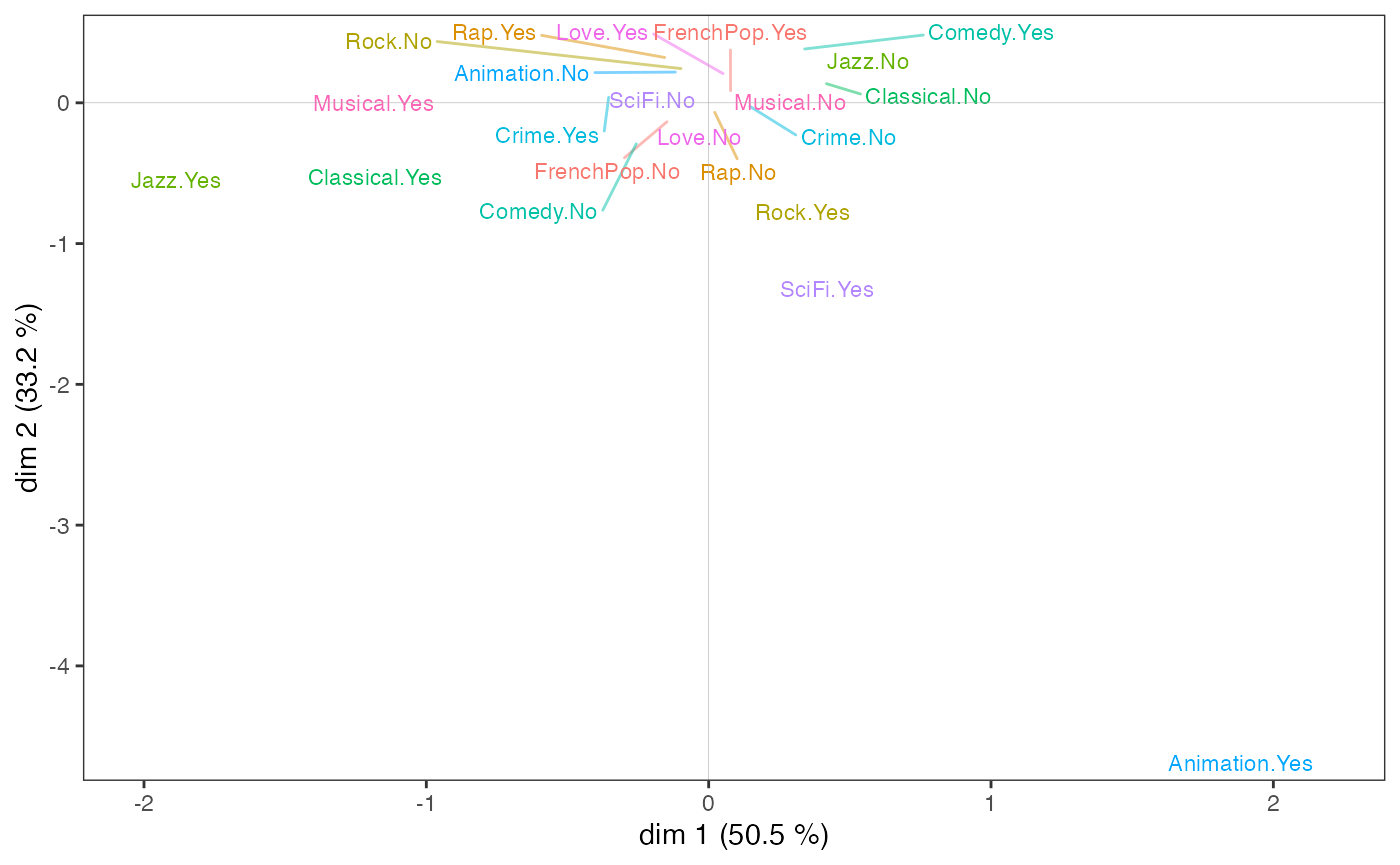 Rap.Yes
Love.Yes
FrenchPop.Yes
Comedy.Yes
Rock.No
Jazz.No
Animation.No
Classical.No
SciFi.No
Musical.Yes
Musical.No
Crime.Yes
Love.No
Crime.No
FrenchPop.No
Rap.No
Jazz.Yes
Classical.Yes
Comedy.No
Rock.Yes
SciFi.Yes
Animation.Yes
0
-1
-2
-3
-4
dim 2 (33.2 %)
-2
-1
0
1
2
dim 1 (50.5 %)